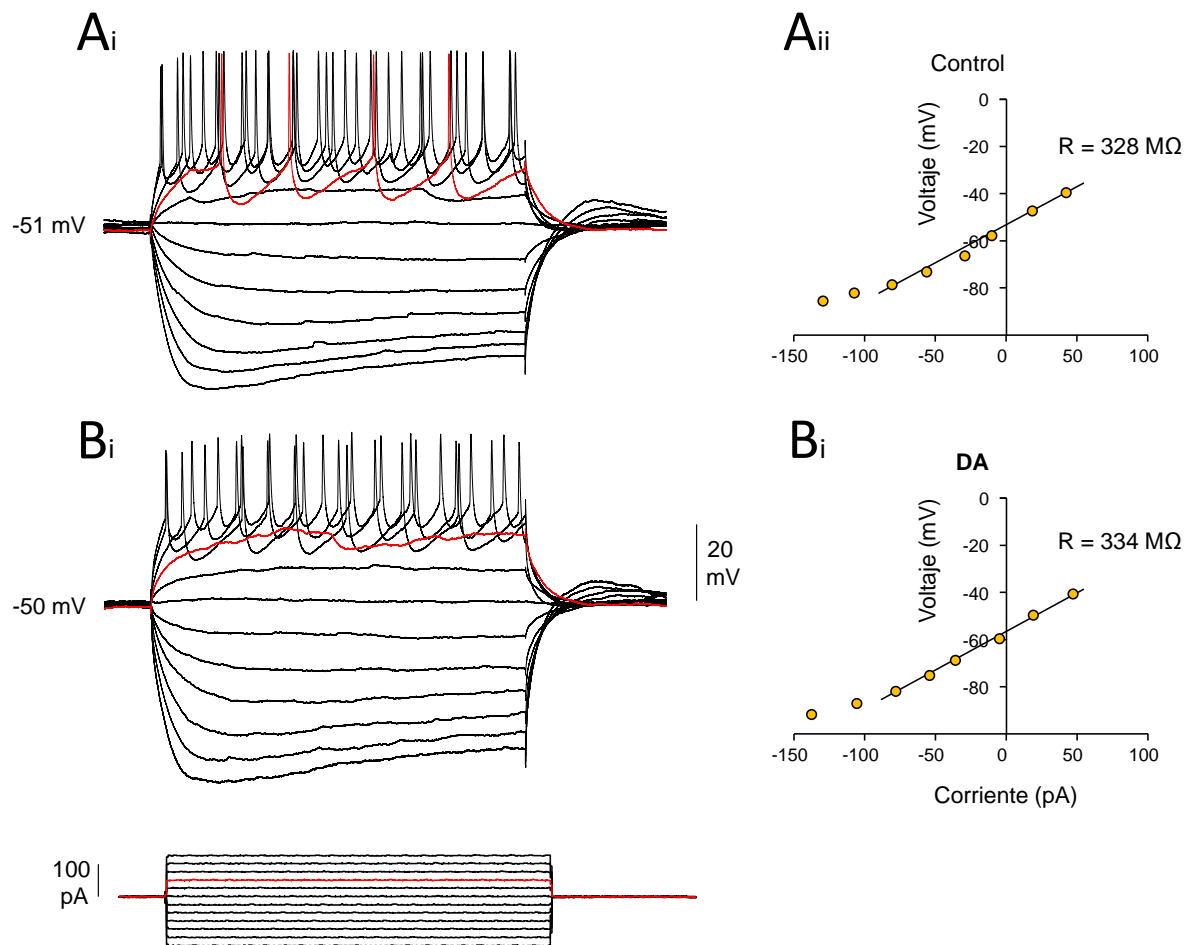 Ai
-51 mV
Aii
Control
Voltaje (mV)
R = 328 MΩ
0
-20
-40
-60
-80
-150
-100
-50
0
50
100
Bi
-50 mV
20
mV
Bi
DA
Voltaje (mV)
R = 334 MΩ
0
-20
-40
-60
-80
-150
-100
-50
0
50
100
Corriente (pA)
100
pA